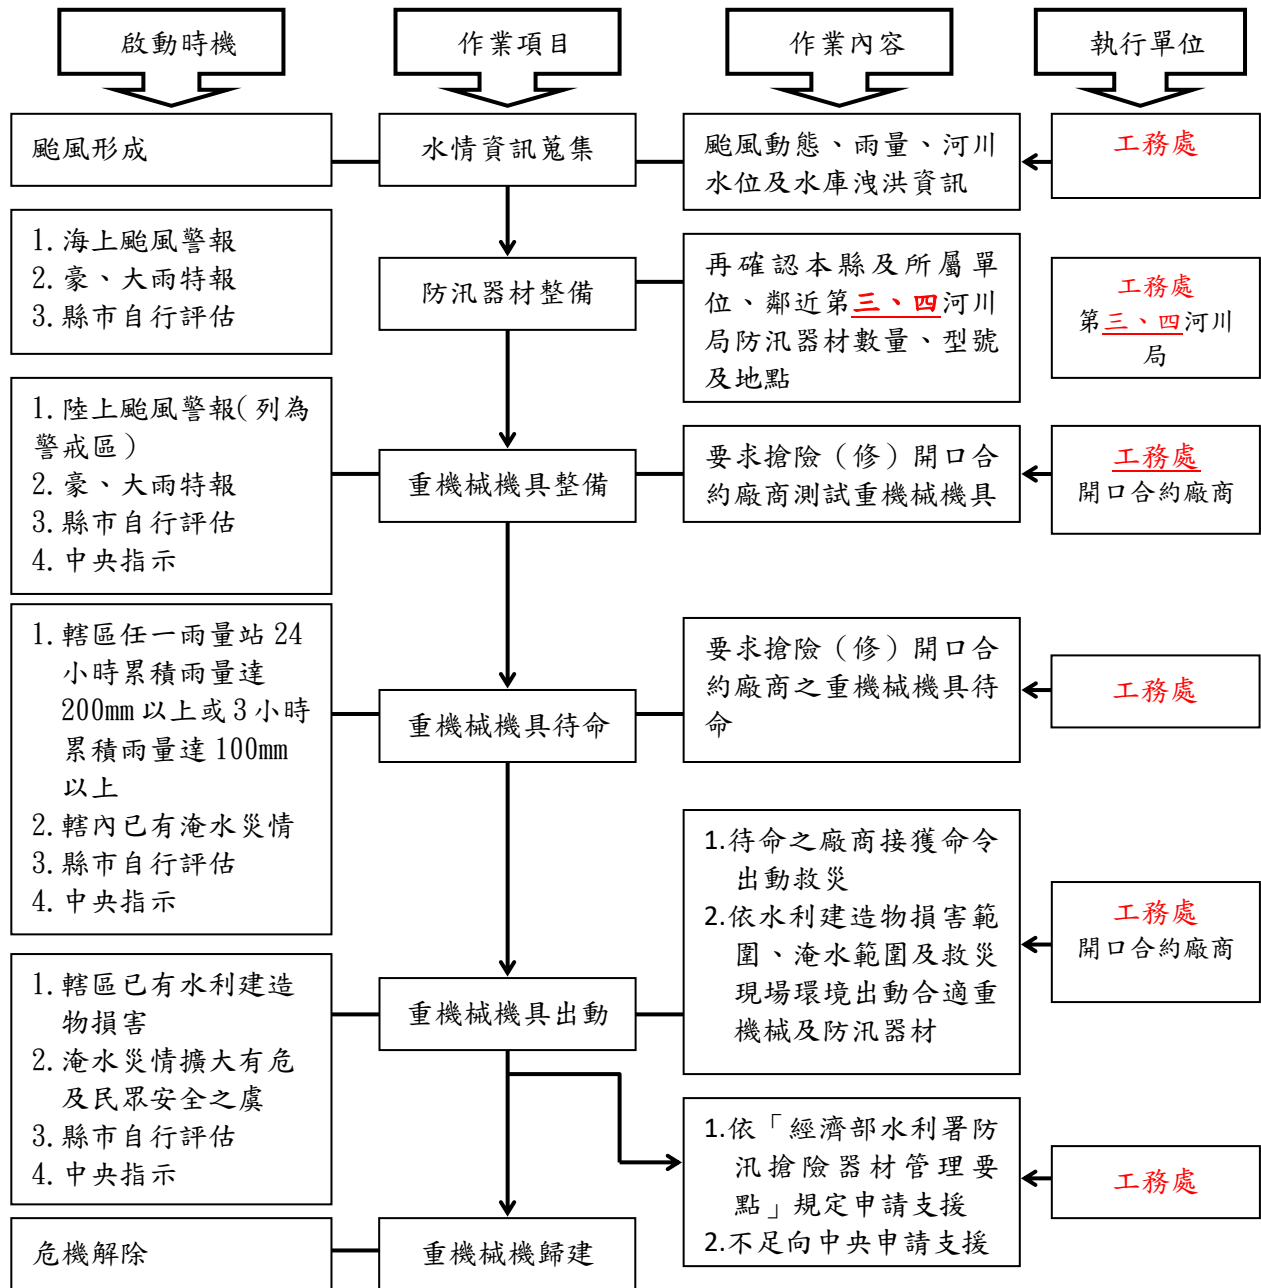 啟動時機
作業項目
作業內容
執行單位
颱風形成
水情資訊蒐集
颱風動態、雨量、河川
水位及水庫洩洪資訊
工務處
1.海上颱風警報
2.豪、大雨特報
3.縣市自行評估
防汛器材整備
再確認本縣及所屬單
位、鄰近第三、四河川
局防汛器材數量、型號
及地點
工務處
第三、四河川
局
1.陸上颱風警報(列為
警戒區)
2.豪、大雨特報
3.縣市自行評估
4.中央指示
重機械機具整備
要求搶險（修）開口合
約廠商測試重機械機具
工務處
開口合約廠商
1.轄區任一雨量站 24
小時累積雨量達
200mm 以上或 3 小時
累積雨量達 100mm
以上
2.轄內已有淹水災情
3.縣市自行評估
4.中央指示
重機械機具待命
要求搶險（修）開口合
約廠商之重機械機具待
命
工務處
1.轄區已有水利建造
物損害
2.淹水災情擴大有危
及民眾安全之虞
3.縣市自行評估
4.中央指示
重機械機具出動
1.待命之廠商接獲命令
出動救災
2.依水利建造物損害範
圍、淹水範圍及救災
現場環境出動合適重
機械及防汛器材
工務處
開口合約廠商
1.依「經濟部水利署防
汛搶險器材管理要
點」規定申請支援
2.不足向中央申請支援
工務處
危機解除
重機械機歸建